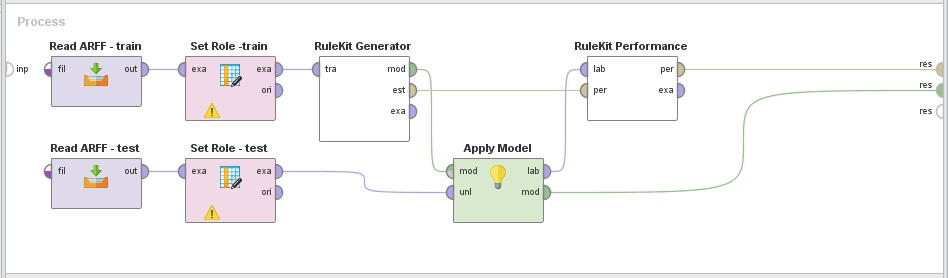 Process
Read ARFF - train
Set Role -train
RuleKit Generator
RuleKit Performance
inp
fil
out
exa
exa
ori
tra
mod
est
exa
lab
per
per
exa
res
res
res
Read ARFF - test
Set Role - test
Apply Model
fil
out
exa
exa
ori
mod
unl
lab
mod